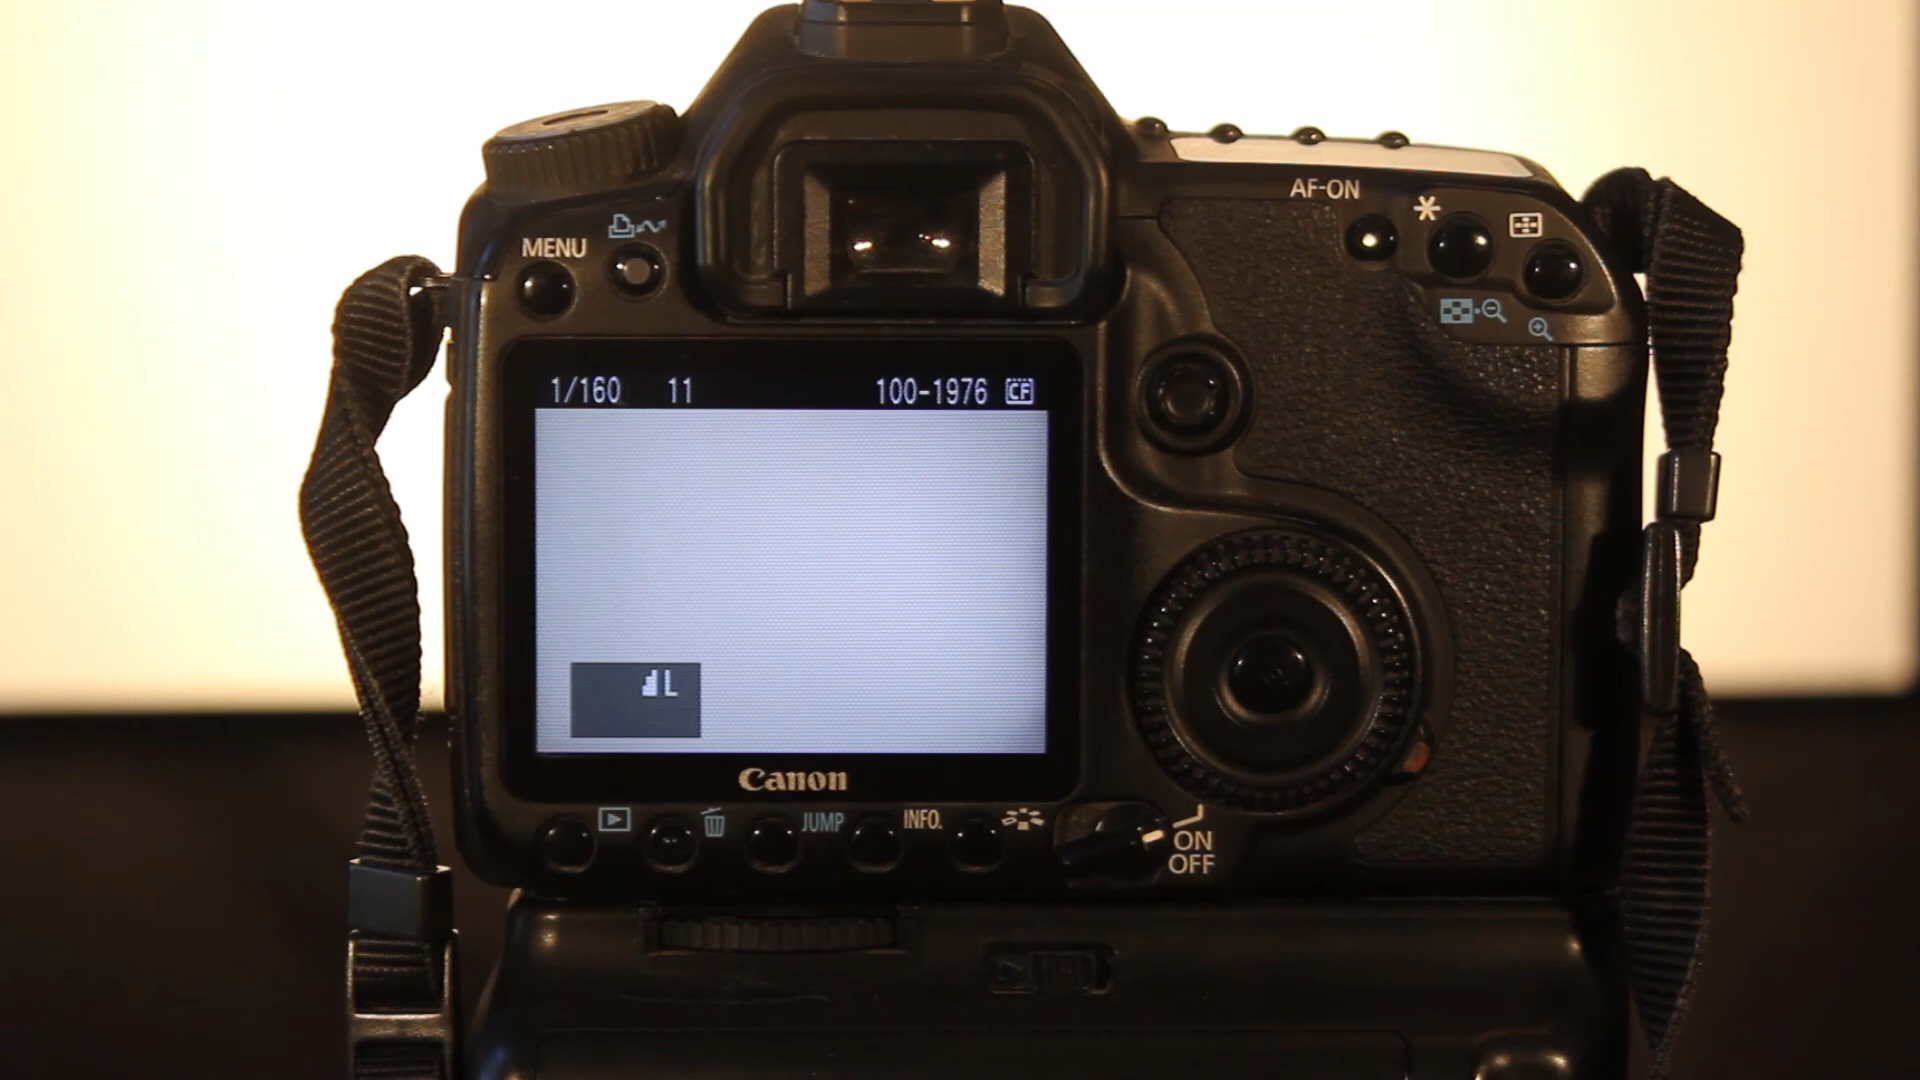 AF-ON
MENU
1/160 11 100-1976 CF
L
Canon
JUMP INFO.
ON
OFF